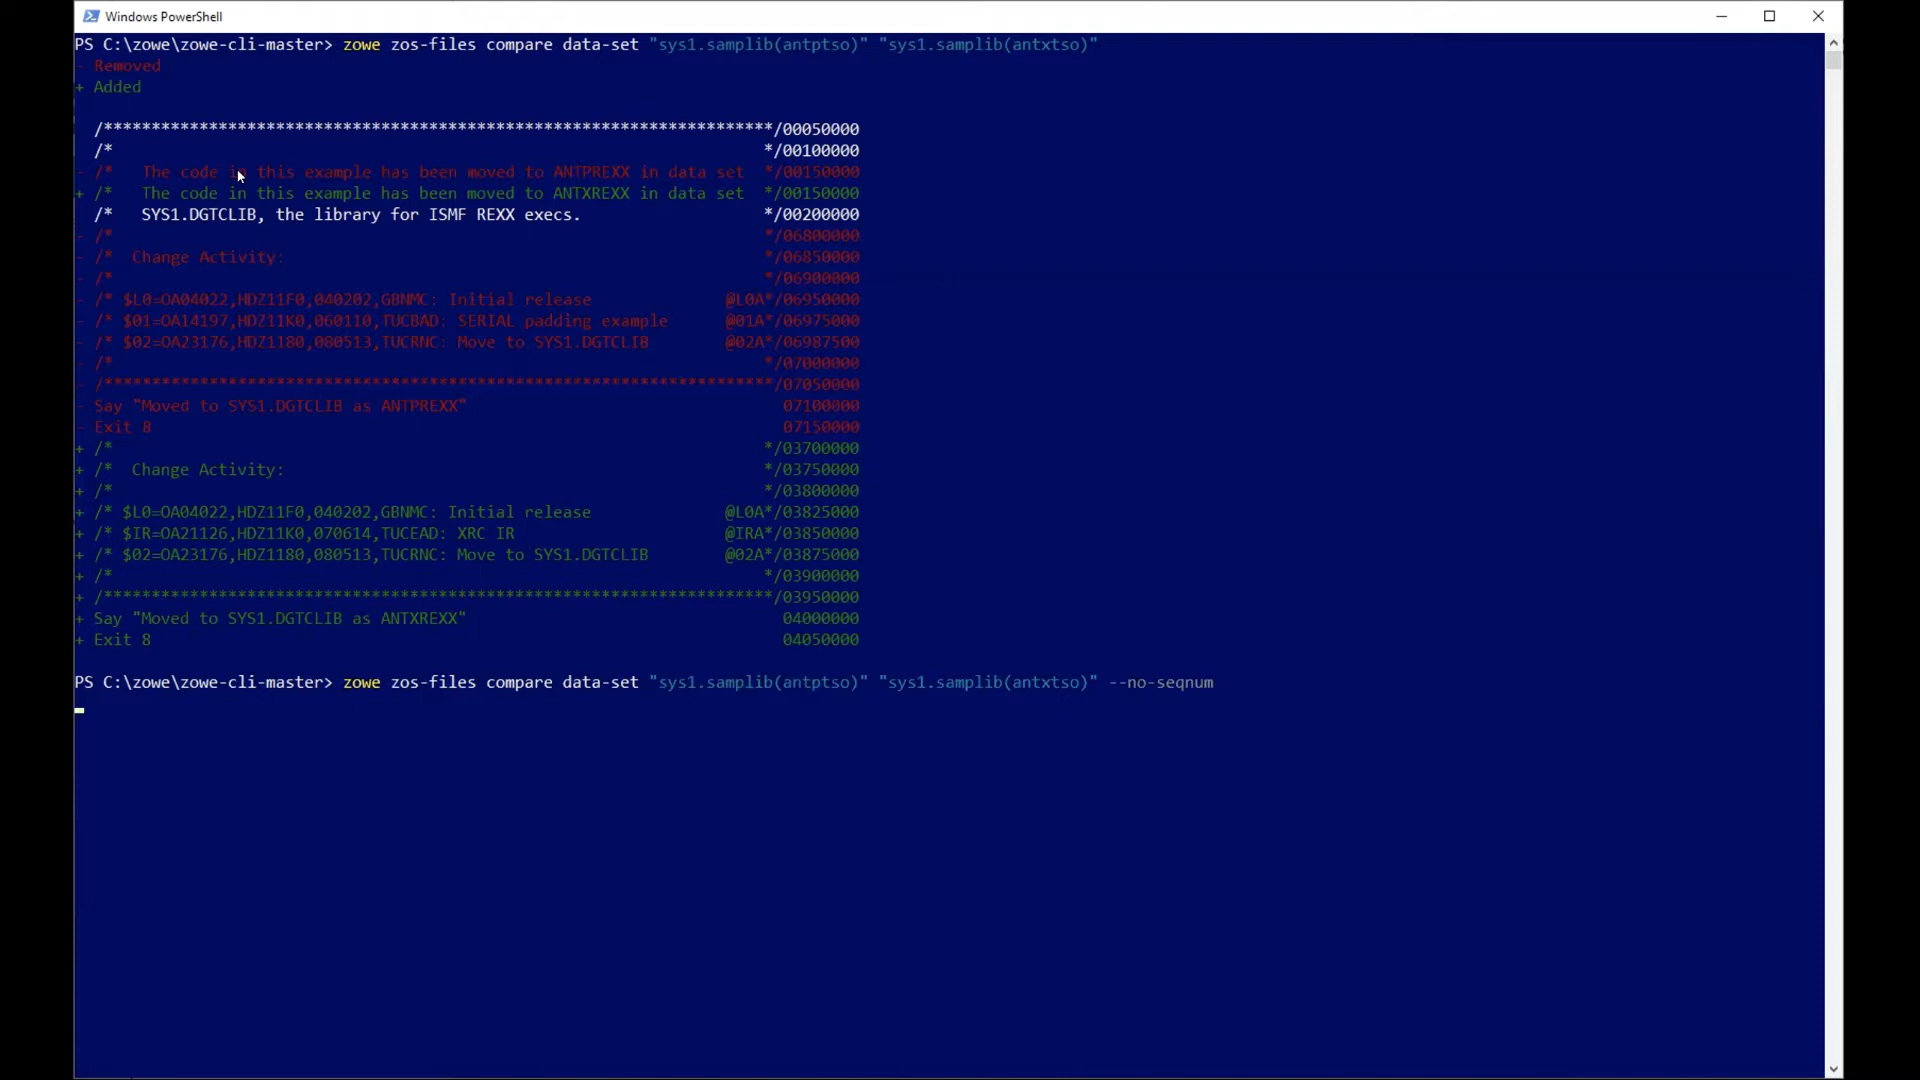 Windows PowerShell
PS C:\zowe\zowe-cli-master> zowe zos-files compare data-set "sys1.samplib(antptso)" "sys1.samplib(antxtso)"
- Removed
+ Added
/**********************************************************************/00050000
/*                                                                    */00100000
- /*   The code in this example has been moved to ANTPREXX in data set  */00150000
+ /*   The code in this example has been moved to ANTXREXX in data set  */00150000
/*   SYS1.DGTCLIB, the library for ISMF REXX execs.                   */00200000
- /*                                                                    */06800000
- /*  Change Activity:                                                  */06850000
- /*                                                                    */06900000
- /* $L0=OA04022,HDZ11F0,040202,GBNMC: Initial release              @L0A*/06950000
- /* $01=OA14197,HDZ11K0,060110,TUCBAD: SERIAL padding example      @01A*/06975000
- /* $02=OA23176,HDZ1180,080513,TUCRNC: Move to SYS1.DGTCLIB        @02A*/06987500
- /*                                                                    */07000000
- /**********************************************************************/07050000
- Say "Moved to SYS1.DGTCLIB as ANTPREXX"                                 07100000
- Exit 8                                                                  07150000
+ /*                                                                    */03700000
+ /*  Change Activity:                                                  */03750000
+ /*                                                                    */03800000
+ /* $L0=OA04022,HDZ11F0,040202,GBNMC: Initial release              @L0A*/03825000
+ /* $IR=OA21126,HDZ11K0,070614,TUCEAD: XRC IR                      @IRA*/03850000
+ /* $02=OA23176,HDZ1180,080513,TUCRNC: Move to SYS1.DGTCLIB        @02A*/03875000
+ /*                                                                    */03900000
+ /**********************************************************************/03950000
+ Say "Moved to SYS1.DGTCLIB as ANTXREXX"                                 04000000
+ Exit 8                                                                  04050000
PS C:\zowe\zowe-cli-master> zowe zos-files compare data-set "sys1.samplib(antptso)" "sys1.samplib(antxtso)" --no-seqnum